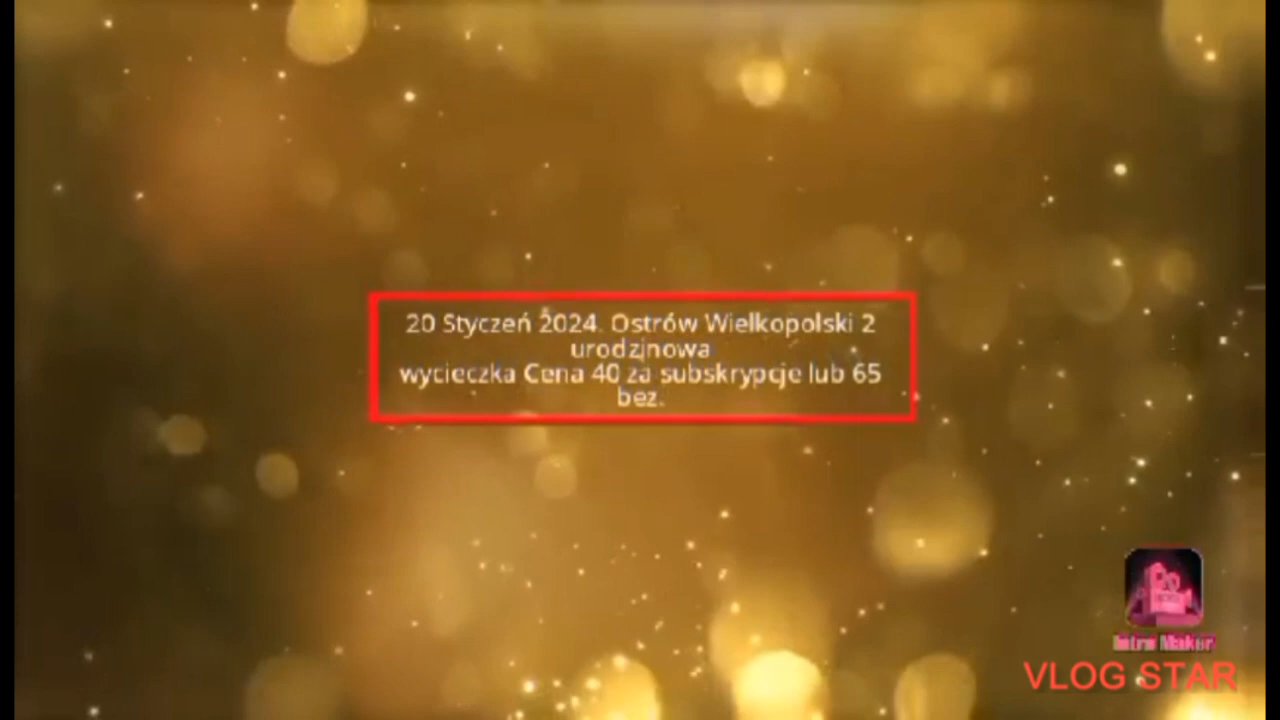 20 Styczeń 2024. Ostrów Wielkopolski 2
urodzinowa
wycieczka Cena 40 za subskrypcje lub 65
bez.
Intro Maker
VLOG STAR